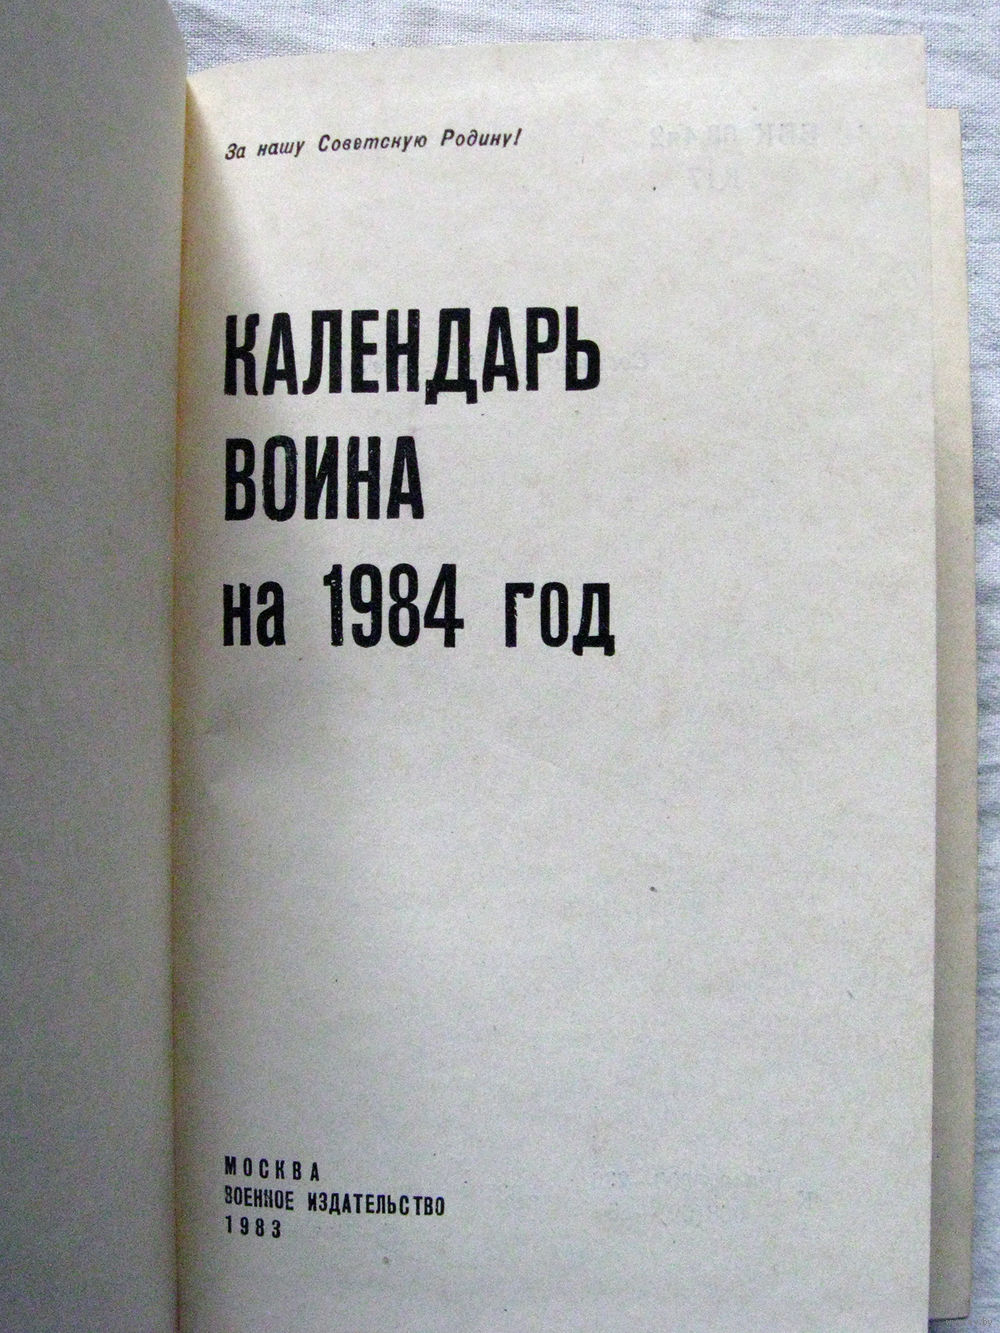 За нашу Советскую Родину!
КАЛЕНДАРЬ
ВОИНА
на 1984 год
МОСКВА
ВОЕННОЕ ИЗДАТЕЛЬСТВО
1983